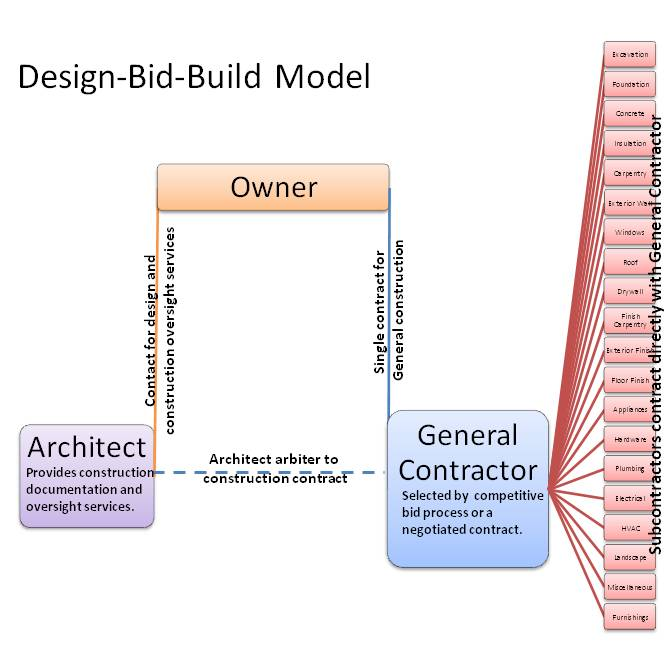 Design-Bid-Build Model
Owner
Contact for design and
construction oversight services
Single contract for
General construction
Architect
Provides construction
documentation and
oversight services.
Architect arbiter to
construction contract
General
Contractor
Selected by competitive
bid process or a
negotiated contract.
Excavation
Foundation
Concrete
Insulation
Carpentry
Exterior Wall
Windows
Roof
Drywall
Finish
Carpentry
Exterior Finish
Floor Finish
Appliances
Hardware
Plumbing
Electrical
HVAC
Landscape
Miscellaneous
Furnishings
Subcontractors contract directly with General Contractor